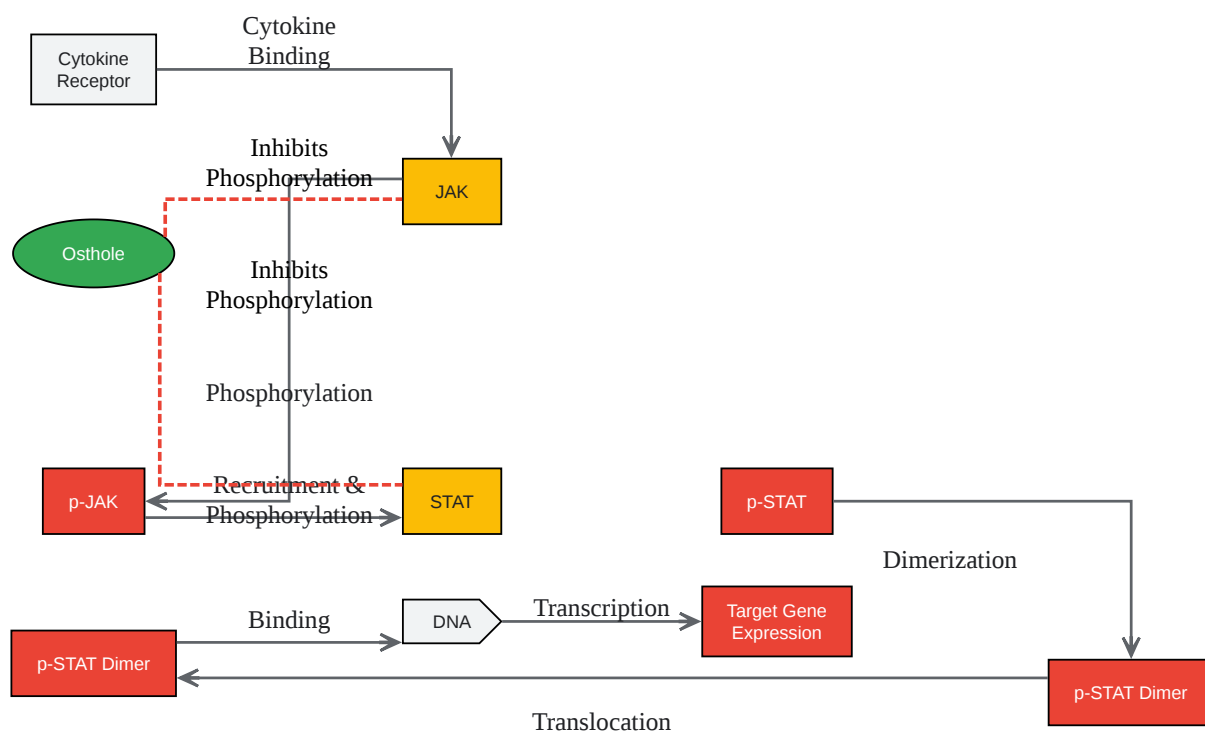 Cytokine
Binding
Cytokine
Receptor
Inhibits
Phosphorylation
JAK
Osthole
Inhibits
Phosphorylation
Phosphorylation
p-JAK
Recruitment &
Phosphorylation
STAT
p-STAT
Dimerization
Binding
DNA
Transcription
Target Gene
Expression
p-STAT Dimer
p-STAT Dimer
Translocation